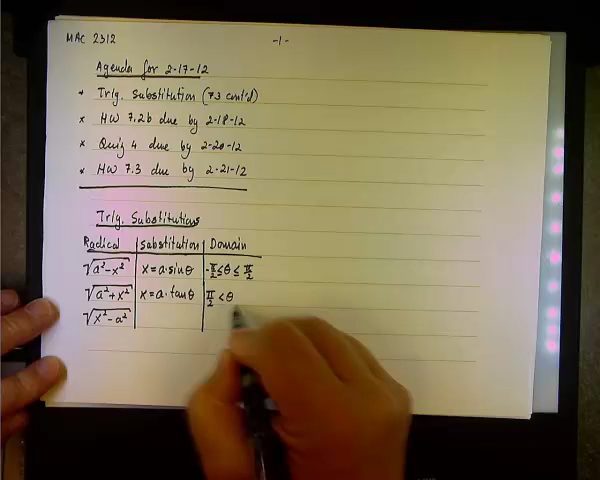 MAC 2312 -1-
Agenda for 2-17-12
* Trig. Substitution (7.3 cont'd)
* HW 7.2b due by 2-18-12
* Quiz 4 due by 2-20-12
* HW 7.3 due by 2-21-12
Trig. Substitutions
Radical | Substitution | Domain
√a²-x² | x = a·sinθ | -π/2 ≤ θ ≤ π/2
√a²+x² | x = a·tanθ | π/2 < θ
√x²-a²